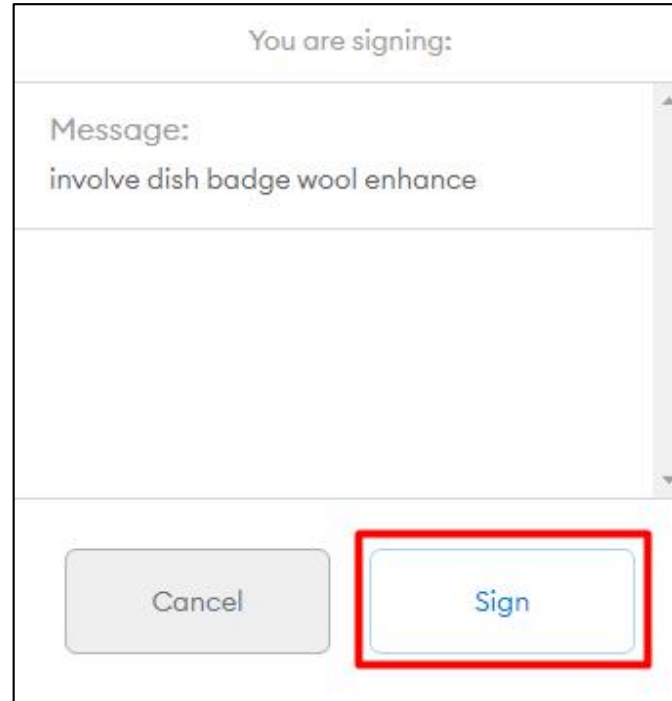 You are signing:
Message:
involve dish badge wool enhance
Cancel
Sign